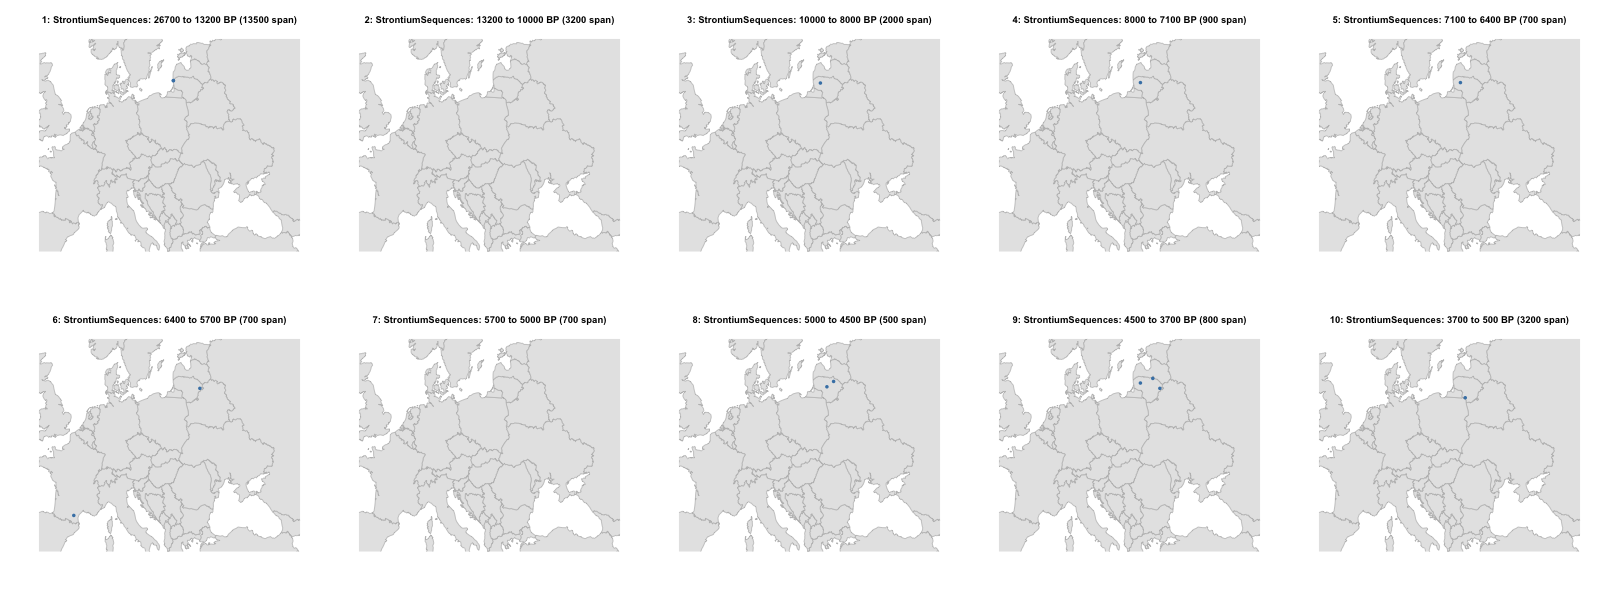 1: StrontiumSequences: 26700 to 13200 BP (13500 span)
2: StrontiumSequences: 13200 to 10000 BP (3200 span)
3: StrontiumSequences: 10000 to 8000 BP (2000 span)
4: StrontiumSequences: 8000 to 7100 BP (900 span)
5: StrontiumSequences: 7100 to 6400 BP (700 span)
6: StrontiumSequences: 6400 to 5700 BP (700 span)
7: StrontiumSequences: 5700 to 5000 BP (700 span)
8: StrontiumSequences: 5000 to 4500 BP (500 span)
9: StrontiumSequences: 4500 to 3700 BP (800 span)
10: StrontiumSequences: 3700 to 500 BP (3200 span)